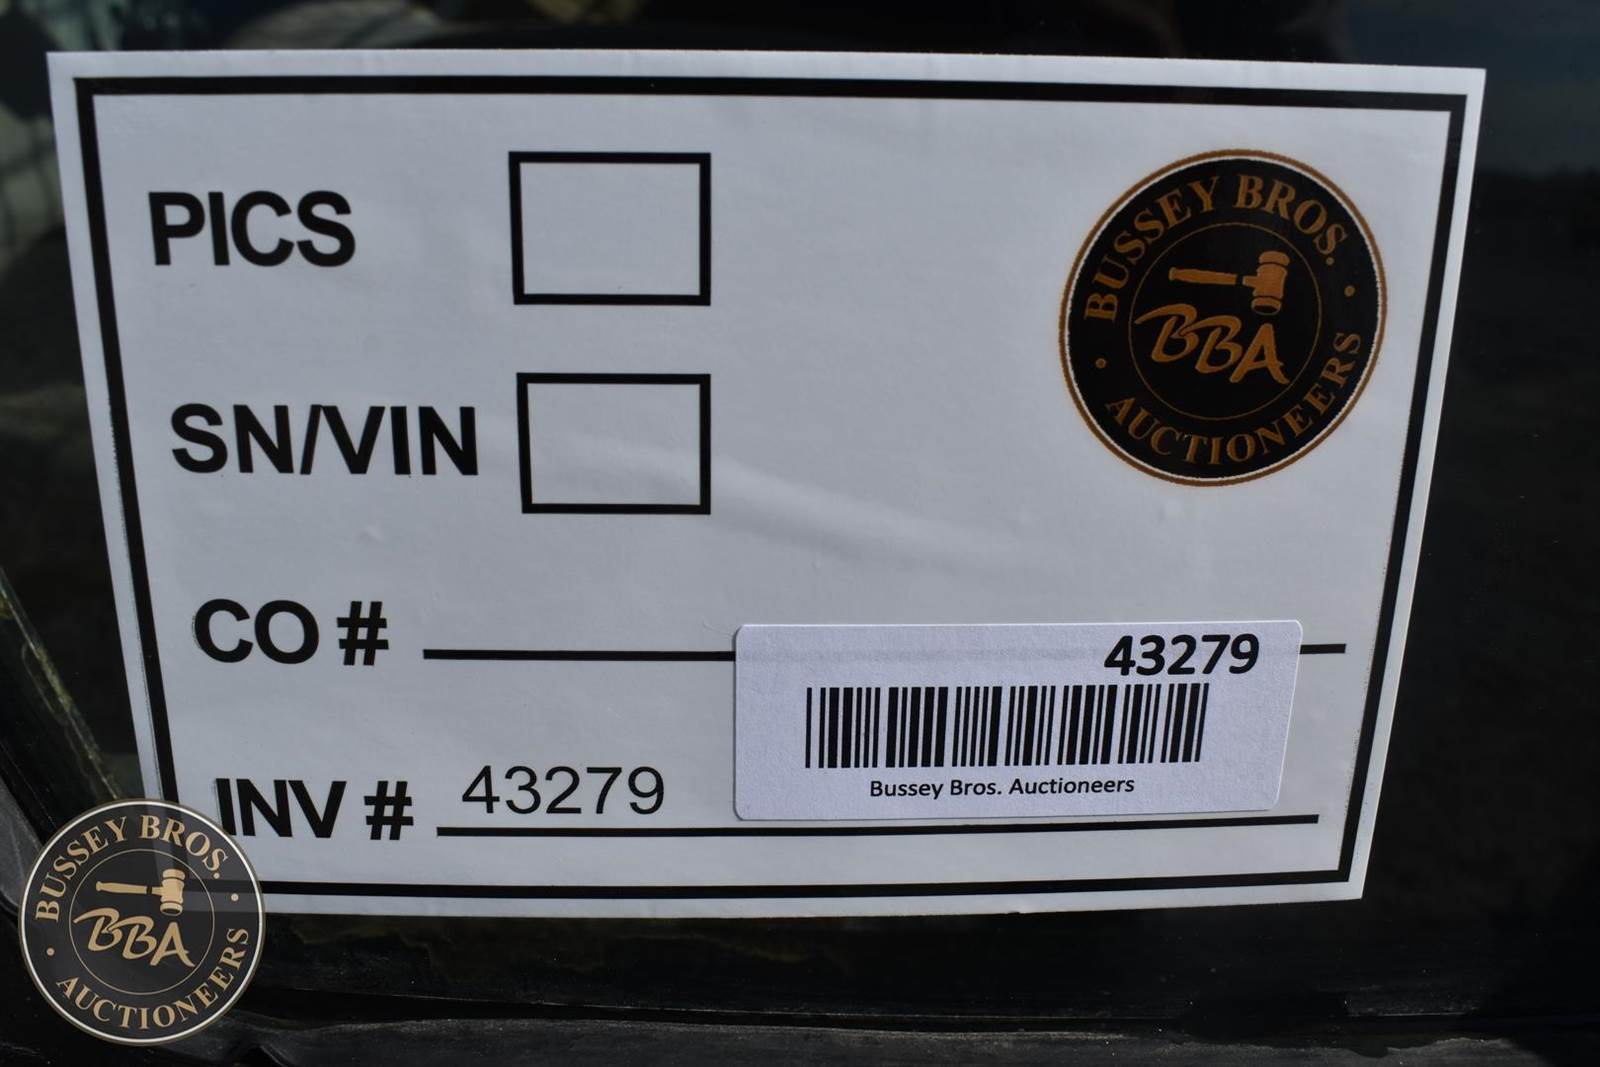 PICS
BUSSEY BROS.
BBA
AUCTIONEERS
SN/VIN
CO #
43279
Bussey Bros. Auctioneers
INV # 43279
BUSSEY BROS.
BBA
AUCTIONEERS